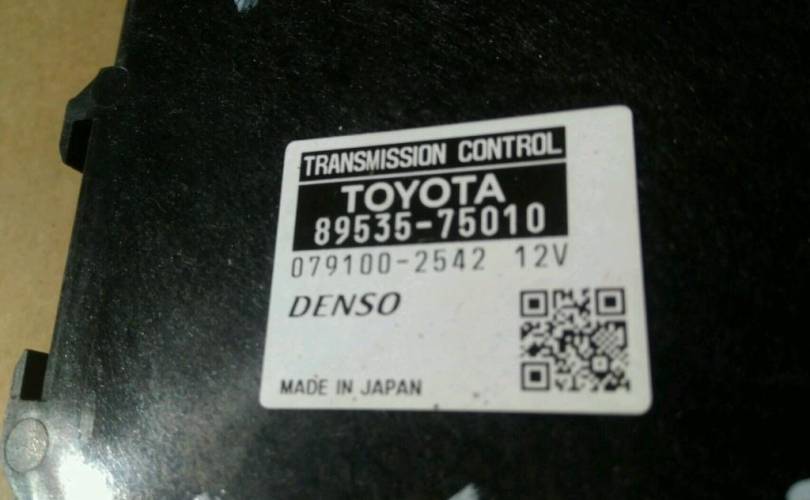 TRANSMISSION CONTROL
TOYOTA
89535-75010
079100-2542 12V
DENSO
MADE IN JAPAN